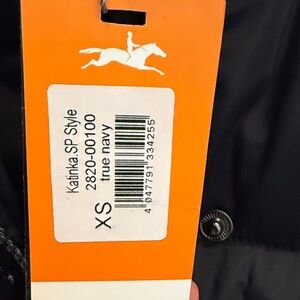 Katinka.SP Style
2820-00100
true navy
XS
4 047791 334255